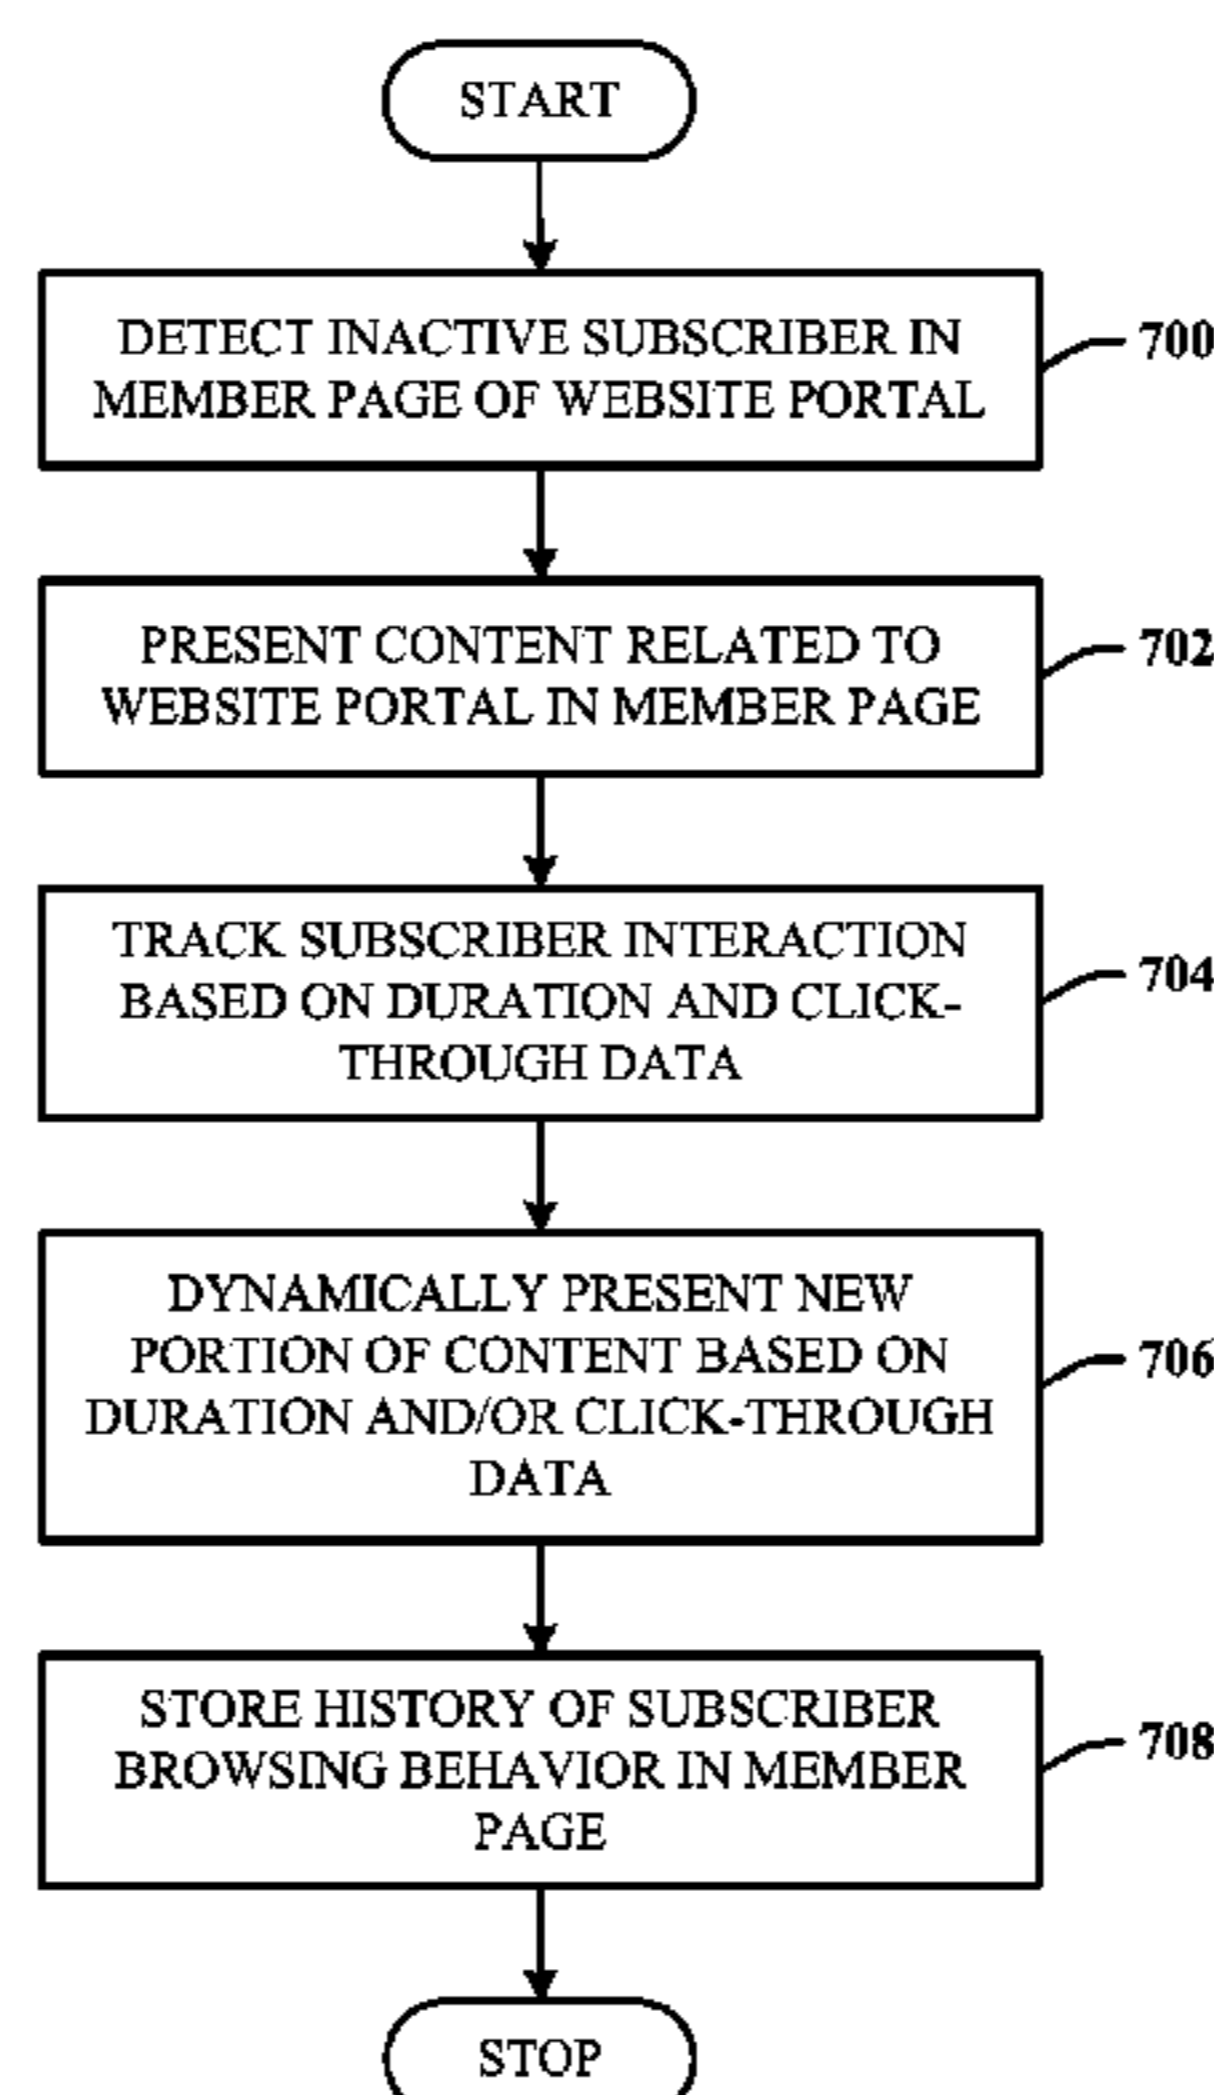 START
DETECT INACTIVE SUBSCRIBER IN
MEMBER PAGE OF WEBSITE PORTAL
700
PRESENT CONTENT RELATED TO
WEBSITE PORTAL IN MEMBER PAGE
702
TRACK SUBSCRIBER INTERACTION
BASED ON DURATION AND CLICK-
THROUGH DATA
704
DYNAMICALLY PRESENT NEW
PORTION OF CONTENT BASED ON
DURATION AND/OR CLICK-THROUGH
DATA
706
STORE HISTORY OF SUBSCRIBER
BROWSING BEHAVIOR IN MEMBER
PAGE
708
STOP